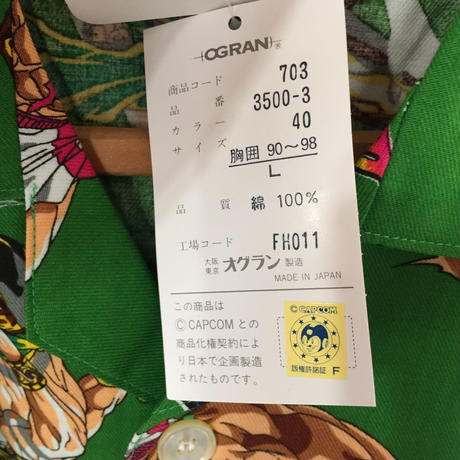 OGRAN®
商品コード 703
品番 3500-3
カラー 40
サイズ 胸囲 90～98
L
品質 綿 100%
工場コード FH011
大阪
東京 オグラン 製造
MADE IN JAPAN
この商品は
©CAPCOM との
商品化権契約によ
り日本で企画製造
されたものです。
©CAPCOM
版権許諾証 F